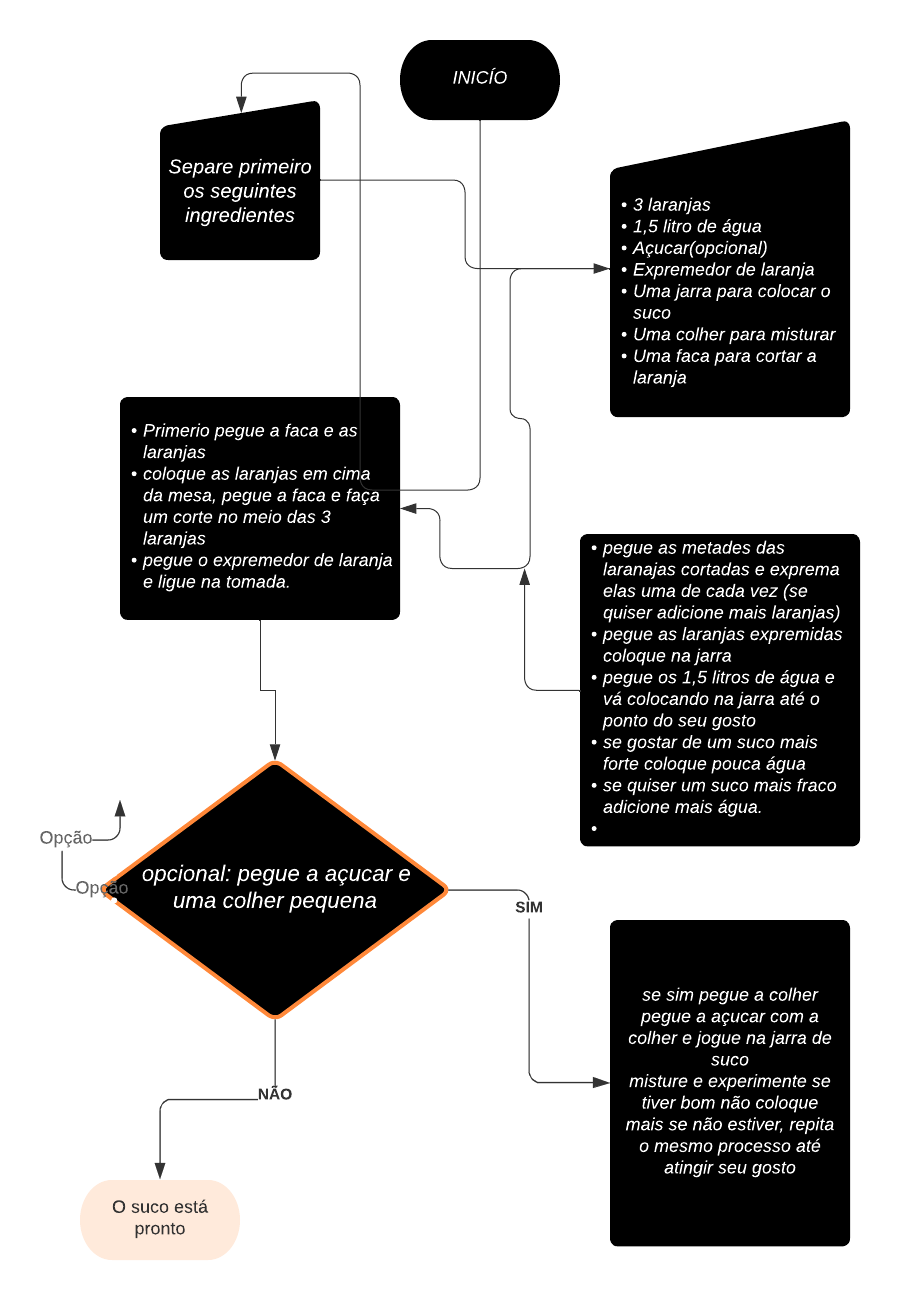 INICÍO
Separe primeiro
os seguintes
ingredientes
• 3 laranjas
• 1,5 litro de água
• Açucar(opcional)
• Expremedor de laranja
• Uma jarra para colocar o
suco
• Uma colher para misturar
• Uma faca para cortar a
laranja
• Primerio pegue a faca e as
laranjas
• coloque as laranjas em cima
da mesa, pegue a faca e faça
um corte no meio das 3
laranjas
• pegue o expremedor de laranja
e ligue na tomada.
• pegue as metades das
laranajas cortadas e exprema
elas uma de cada vez (se
quiser adicione mais laranjas)
• pegue as laranjas expremidas
coloque na jarra
• pegue os 1,5 litros de água e
vá colocando na jarra até o
ponto do seu gosto
• se gostar de um suco mais
forte coloque pouca água
• se quiser um suco mais fraco
adicione mais água.
•
Opção
Opção
opcional: pegue a açucar e
uma colher pequena
SIM
se sim pegue a colher
pegue a açucar com a
colher e jogue na jarra de
suco
misture e experimente se
tiver bom não coloque
mais se não estiver, repita
o mesmo processo até
atingir seu gosto
NÃO
O suco está
pronto